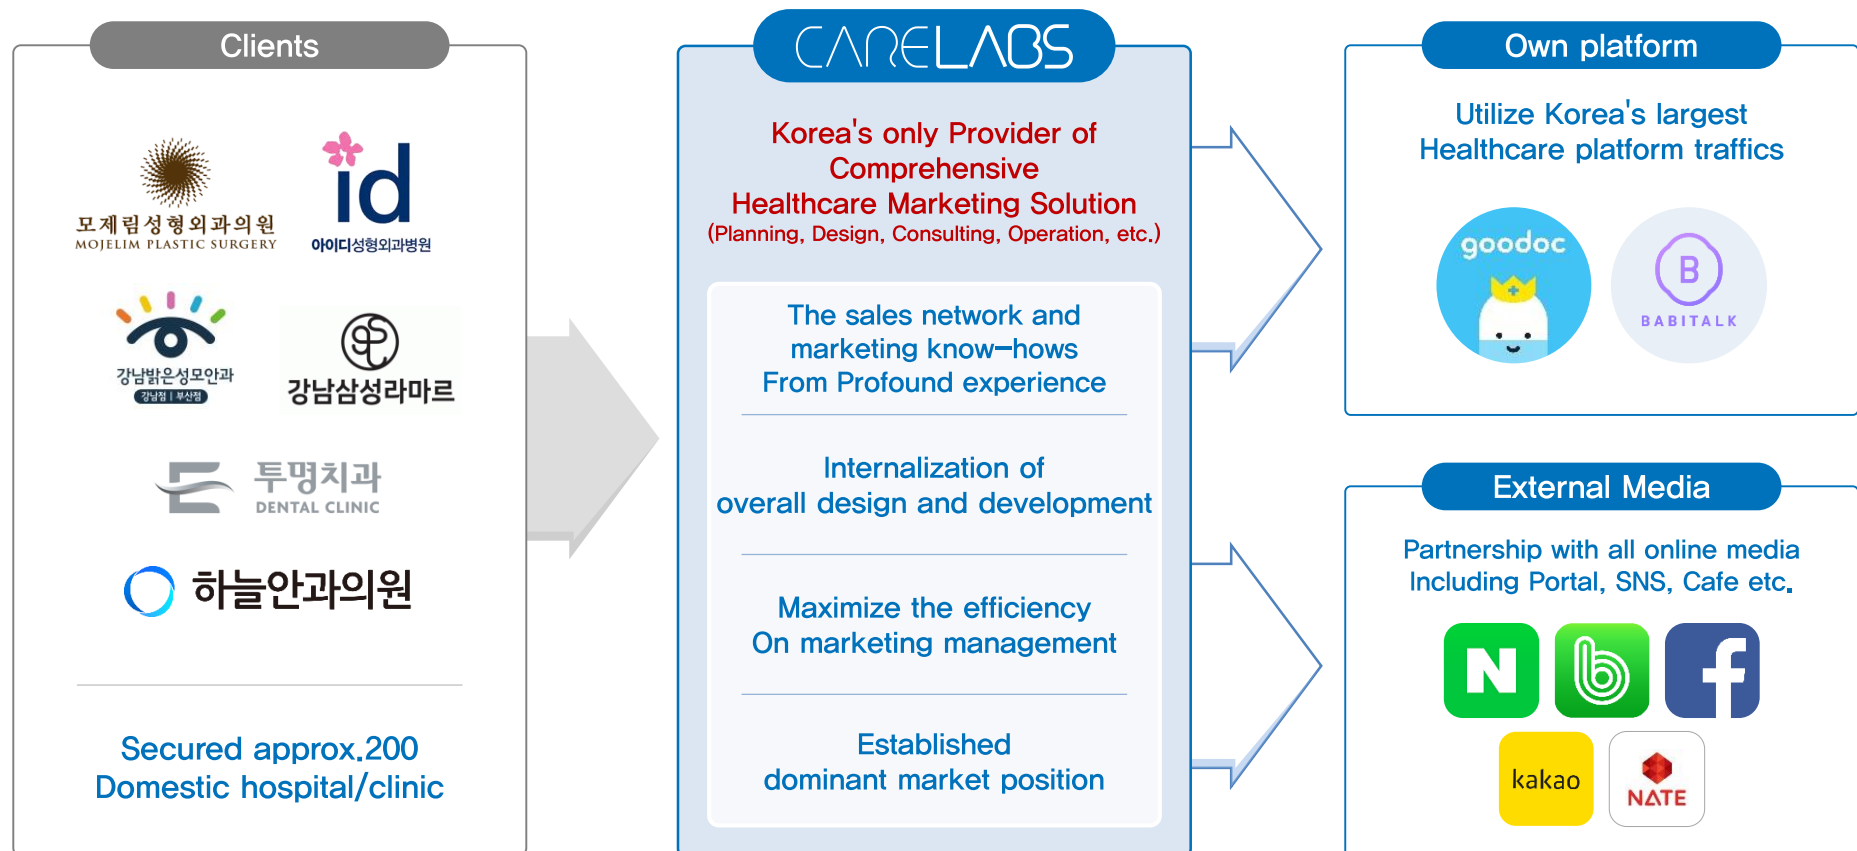 Clients
모제림성형외과의원
MOJELIM PLASTIC SURGERY
id
아이디성형외과병원
강남밝은성모안과
강남점 | 부산점
강남삼성라마르
투명치과
DENTAL CLINIC
하늘안과의원
Secured approx.200
Domestic hospital/clinic
CARELABS
Korea's only Provider of
Comprehensive
Healthcare Marketing Solution
(Planning, Design, Consulting, Operation, etc.)
The sales network and
marketing know-hows
From Profound experience
Internalization of
overall design and development
Maximize the efficiency
On marketing management
Established
dominant market position
Own platform
Utilize Korea's largest
Healthcare platform traffics
goodoc
B
BABITALK
External Media
Partnership with all online media
Including Portal, SNS, Cafe etc.
N
b
f
kakao
NATE